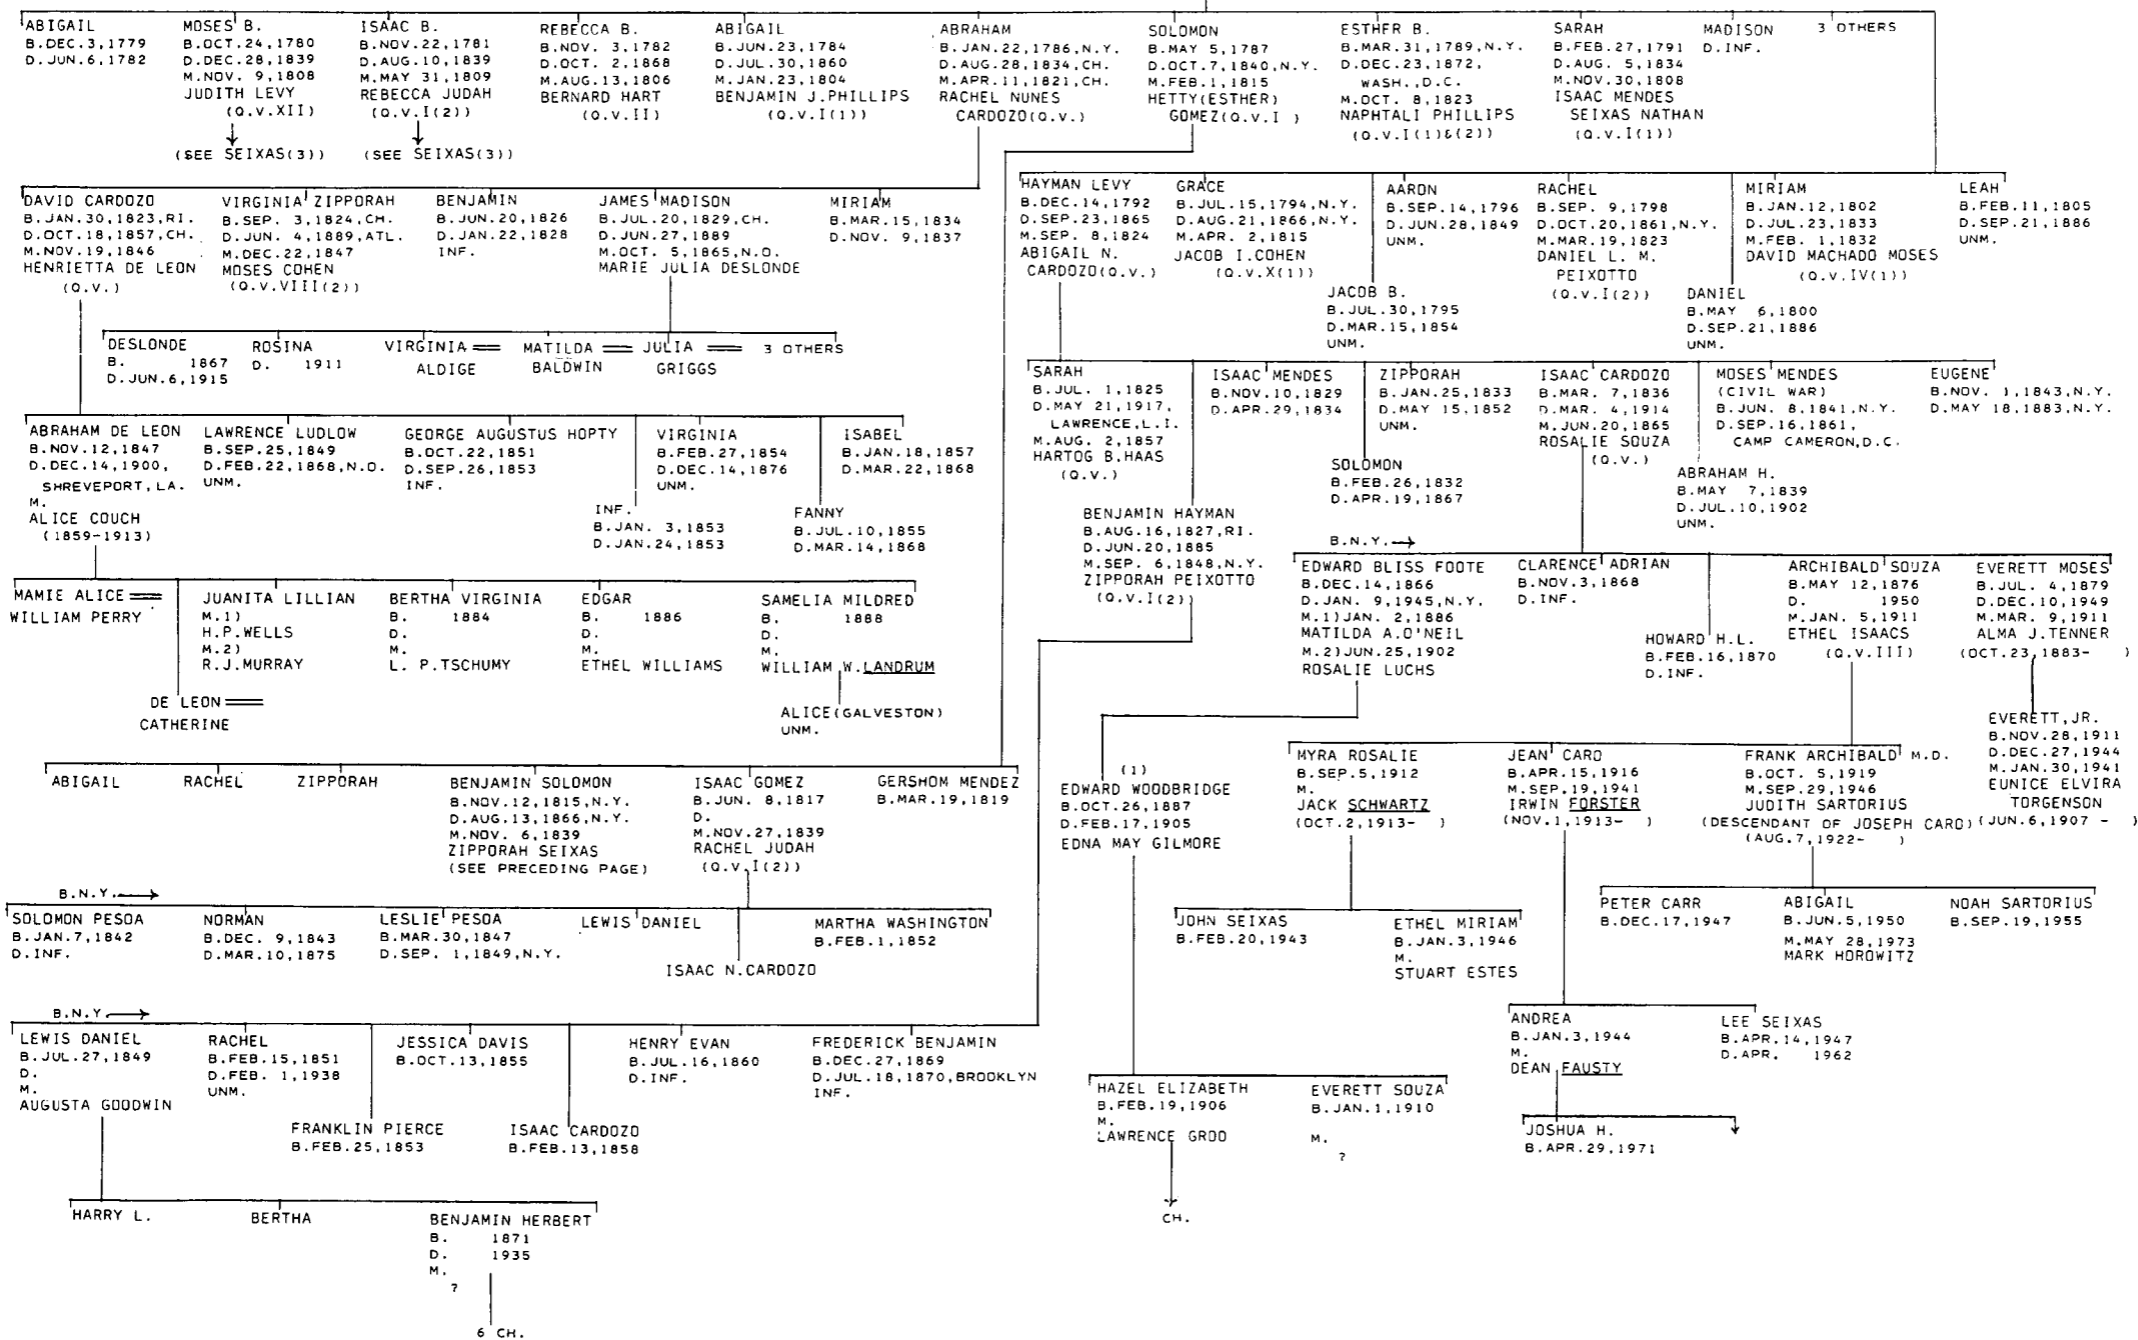 ABIGAIL
B.DEC.3,1779
D.JUN.6,1782
MOSES B.
B.OCT.24,1780
D.DEC.28,1839
M.NOV. 9,1808
JUDITH LEVY
(Q.V.XII)
(SEE SEIXAS(3))
ISAAC B.
B.NOV.22,1781
D.AUG.10,1839
M.MAY 31,1809
REBECCA JUDAH
(Q.V.I(2))
(SEE SEIXAS(3))
REBECCA B.
B.NOV. 3,1782
D.OCT. 2,1868
M.AUG.13,1806
BERNARD HART
(Q.V.II)
ABIGAIL
B.JUN.23,1784
D.JUL.30,1860
M.JAN.23,1804
BENJAMIN J.PHILLIPS
(Q.V.I(1))
ABRAHAM
B.JAN.22,1786,N.Y.
D.AUG.28,1834,CH.
M.APR.11,1821,CH.
RACHEL NUNES
CARDOZO(Q.V.)
SOLOMON
B.MAY 5,1787
D.OCT.7,1840,N.Y.
M.FEB.1,1815
HETTY(ESTHER)
GOMEZ(Q.V.I )
ESTHER B.
B.MAR.31,1789,N.Y.
D.DEC.23,1872,
WASH.,D.C.
M.OCT. 8,1823
NAPHTALI PHILLIPS
(Q.V.I(1)&(2))
SARAH
B.FEB.27,1791
D.AUG. 5,1834
M.NOV.30,1808
ISAAC MENDES
SEIXAS NATHAN
(Q.V.I(1))
MADISON
D.INF.
3 OTHERS
DAVID CARDOZO
B.JAN.30,1823,RI.
D.OCT.18,1857,CH.
M.NOV.19,1846
HENRIETTA DE LEON
(Q.V.)
VIRGINIA ZIPPORAH
B.SEP. 3,1824,CH.
D.JUN. 4,1889,ATL.
M.DEC.22,1847
MOSES COHEN
(Q.V.VIII(2))
BENJAMIN
B.JUN.20,1826
D.JAN.22,1828
INF.
JAMES MADISON
B.JUL.20,1829,CH.
D.JUN.27,1889
M.OCT. 5,1865,N.O.
MARIE JULIA DESLONDE
MIRIAM
B.MAR.15,1834
D.NOV. 9,1837
HAYMAN LEVY
B.DEC.14,1792
D.SEP.23,1865
M.SEP. 8,1824
ABIGAIL N.
CARDOZO(Q.V.)
GRACE
B.JUL.15,1794,N.Y.
D.AUG.21,1866,N.Y.
M.APR. 2,1815
JACOB I.COHEN
(Q.V.X(1))
JACOB B.
B.JUL.30,1795
D.MAR.15,1854
UNM.
AARON
B.SEP.14,1796
D.JUN.28,1849
UNM.
RACHEL
B.SEP. 9,1798
D.OCT.20,1861,N.Y.
M.MAR.19,1823
DANIEL L. M.
PEIXOTTO
(Q.V.I(2))
DANIEL
B.MAY 6,1800
D.SEP.21,1886
UNM.
MIRIAM
B.JAN.12,1802
D.JUL.23,1833
M.FEB. 1,1832
DAVID MACHADO MOSES
(Q.V.IV(1))
LEAH
B.FEB.11,1805
D.SEP.21,1886
UNM.
DESLONDE
B. 1867
D.JUN.6,1915
ROSINA
D. 1911
VIRGINIA
ALDIGE
MATILDA
BALDWIN
JULIA
GRIGGS
3 OTHERS
SARAH
B.JUL. 1,1825
D.MAY 21,1917,
LAWRENCE,L.I.
M.AUG. 2,1857
HARTOG B.HAAS
(Q.V.)
BENJAMIN HAYMAN
B.AUG.16,1827,RI.
D.JUN.20,1885
M.SEP. 6,1848,N.Y.
ZIPPORAH PEIXOTTO
(Q.V.I(2))
ISAAC MENDES
B.NOV.10,1829
D.APR.29,1834
SOLOMON
B.FEB.26,1832
D.APR.19,1867
ZIPPORAH
B.JAN.25,1833
D.MAY 15,1852
UNM.
ISAAC CARDOZO
B.MAR. 7,1836
D.MAR. 4,1914
M.JUN.20,1865
ROSALIE SOUZA
(Q.V.)
ABRAHAM H.
B.MAY 7,1839
D.JUL.10,1902
UNM.
MOSES MENDES
(CIVIL WAR)
B.JUN. 8,1841,N.Y.
D.SEP.16,1861,
CAMP CAMERON,D.C.
EUGENE
B.NOV. 1,1843,N.Y.
D.MAY 18,1883,N.Y.
ABRAHAM DE LEON
B.NOV.12,1847
D.DEC.14,1900,
SHREVEPORT,LA.
M.
ALICE COUCH
(1859-1913)
LAWRENCE LUDLOW
B.SEP.25,1849
D.FEB.22,1868,N.O.
UNM.
GEORGE AUGUSTUS HOPTY
B.OCT.22,1851
D.SEP.26,1853
INF.
INF.
B.JAN. 3,1853
D.JAN.24,1853
VIRGINIA
B.FEB.27,1854
D.DEC.14,1876
UNM.
FANNY
B.JUL.10,1855
D.MAR.14,1868
ISABEL
B.JAN.18,1857
D.MAR.22,1868
MAMIE ALICE
WILLIAM PERRY
DE LEON
CATHERINE
JUANITA LILLIAN
M.1)
H.P.WELLS
M.2)
R.J.MURRAY
BERTHA VIRGINIA
B. 1884
D.
M.
L. P.TSCHUMY
EDGAR
B. 1886
D.
M.
ETHEL WILLIAMS
SAMELIA MILDRED
B. 1888
D.
M.
WILLIAM W.LANDRUM
ALICE(GALVESTON)
UNM.
B.N.Y.
EDWARD BLISS FOOTE
B.DEC.14,1866
D.JAN. 9,1945,N.Y.
M.1)JAN. 2,1886
MATILDA A.O'NEIL
M.2)JUN.25,1902
ROSALIE LUCHS
CLARENCE ADRIAN
B.NOV.3,1868
D.INF.
HOWARD H.L.
B.FEB.16,1870
D.INF.
ARCHIBALD SOUZA
B.MAY 12,1876
D. 1950
M.JAN. 5,1911
ETHEL ISAACS
(Q.V.III)
EVERETT MOSES
B.JUL. 4,1879
D.DEC.10,1949
M.MAR. 9,1911
ALMA J.TENNER
(OCT.23,1883- )
EVERETT,JR.
B.NOV.28,1911
D.DEC.27,1944
M.JAN.30,1941
EUNICE ELVIRA
TORGENSON
(JUN.6,1907 - )
ABIGAIL
RACHEL
ZIPPORAH
BENJAMIN SOLOMON
B.NOV.12,1815,N.Y.
D.AUG.13,1866,N.Y.
M.NOV. 6,1839
ZIPPORAH SEIXAS
(SEE PRECEDING PAGE)
ISAAC GOMEZ
B.JUN. 8,1817
D.
M.NOV.27,1839
RACHEL JUDAH
(Q.V.I(2))
GERSHOM MENDEZ
B.MAR.19,1819
(1)
EDWARD WOODBRIDGE
B.OCT.26,1887
D.FEB.17,1905
EDNA MAY GILMORE
MYRA ROSALIE
B.SEP.5,1912
M.
JACK SCHWARTZ
(OCT.2,1913- )
JEAN CARO
B.APR.15,1916
M.SEP.19,1941
IRWIN FORSTER
(NOV.1,1913- )
FRANK ARCHIBALD M.D.
B.OCT. 5,1919
M.SEP.29,1946
JUDITH SARTORIUS
(DESCENDANT OF JOSEPH CARO)
(AUG.7,1922- )
B.N.Y.
SOLOMON PESOA
B.JAN.7,1842
D.INF.
NORMAN
B.DEC. 9,1843
D.MAR.10,1875
LESLIE PESOA
B.MAR.30,1847
D.SEP. 1,1849,N.Y.
LEWIS DANIEL
ISAAC N.CARDOZO
MARTHA WASHINGTON
B.FEB.1,1852
JOHN SEIXAS
B.FEB.20,1943
ETHEL MIRIAM
B.JAN.3,1946
M.
STUART ESTES
PETER CARR
B.DEC.17,1947
ABIGAIL
B.JUN.5,1950
M.MAY 28,1973
MARK HOROWITZ
NOAH SARTORIUS
B.SEP.19,1955
B.N.Y.
LEWIS DANIEL
B.JUL.27,1849
D.
M.
AUGUSTA GOODWIN
RACHEL
B.FEB.15,1851
D.FEB. 1,1938
UNM.
FRANKLIN PIERCE
B.FEB.25,1853
JESSICA DAVIS
B.OCT.13,1855
ISAAC CARDOZO
B.FEB.13,1858
HENRY EVAN
B.JUL.16,1860
D.INF.
FREDERICK BENJAMIN
B.DEC.27,1869
D.JUL.18,1870,BROOKLYN
INF.
HAZEL ELIZABETH
B.FEB.19,1906
M.
LAWRENCE GROO
CH.
EVERETT SOUZA
B.JAN.1,1910
M.
?
ANDREA
B.JAN.3,1944
M.
DEAN FAUSTY
LEE SEIXAS
B.APR.14,1947
D.APR. 1962
JOSHUA H.
B.APR.29,1971
HARRY L.
BERTHA
BENJAMIN HERBERT
B. 1871
D. 1935
M.
?
6 CH.